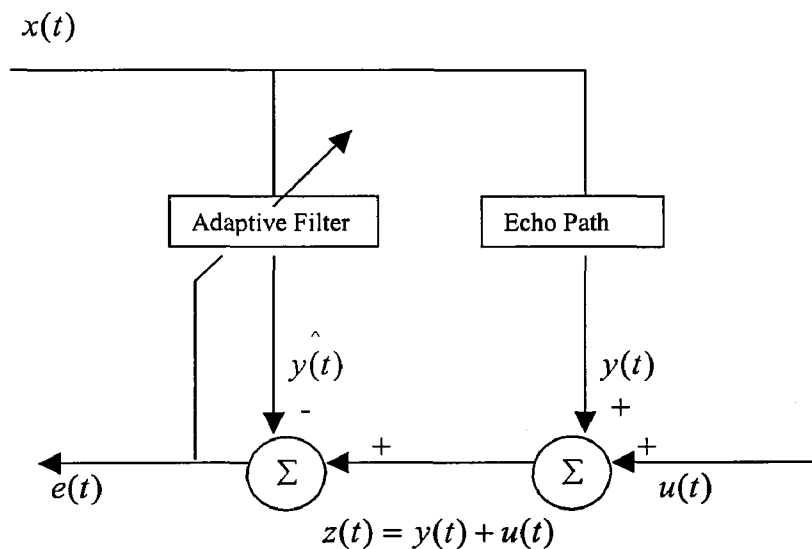 x(t)
Adaptive Filter
Echo Path
ŷ(t)
y(t)
-
+
+
+
Σ
Σ
e(t)
u(t)
z(t) = y(t) + u(t)